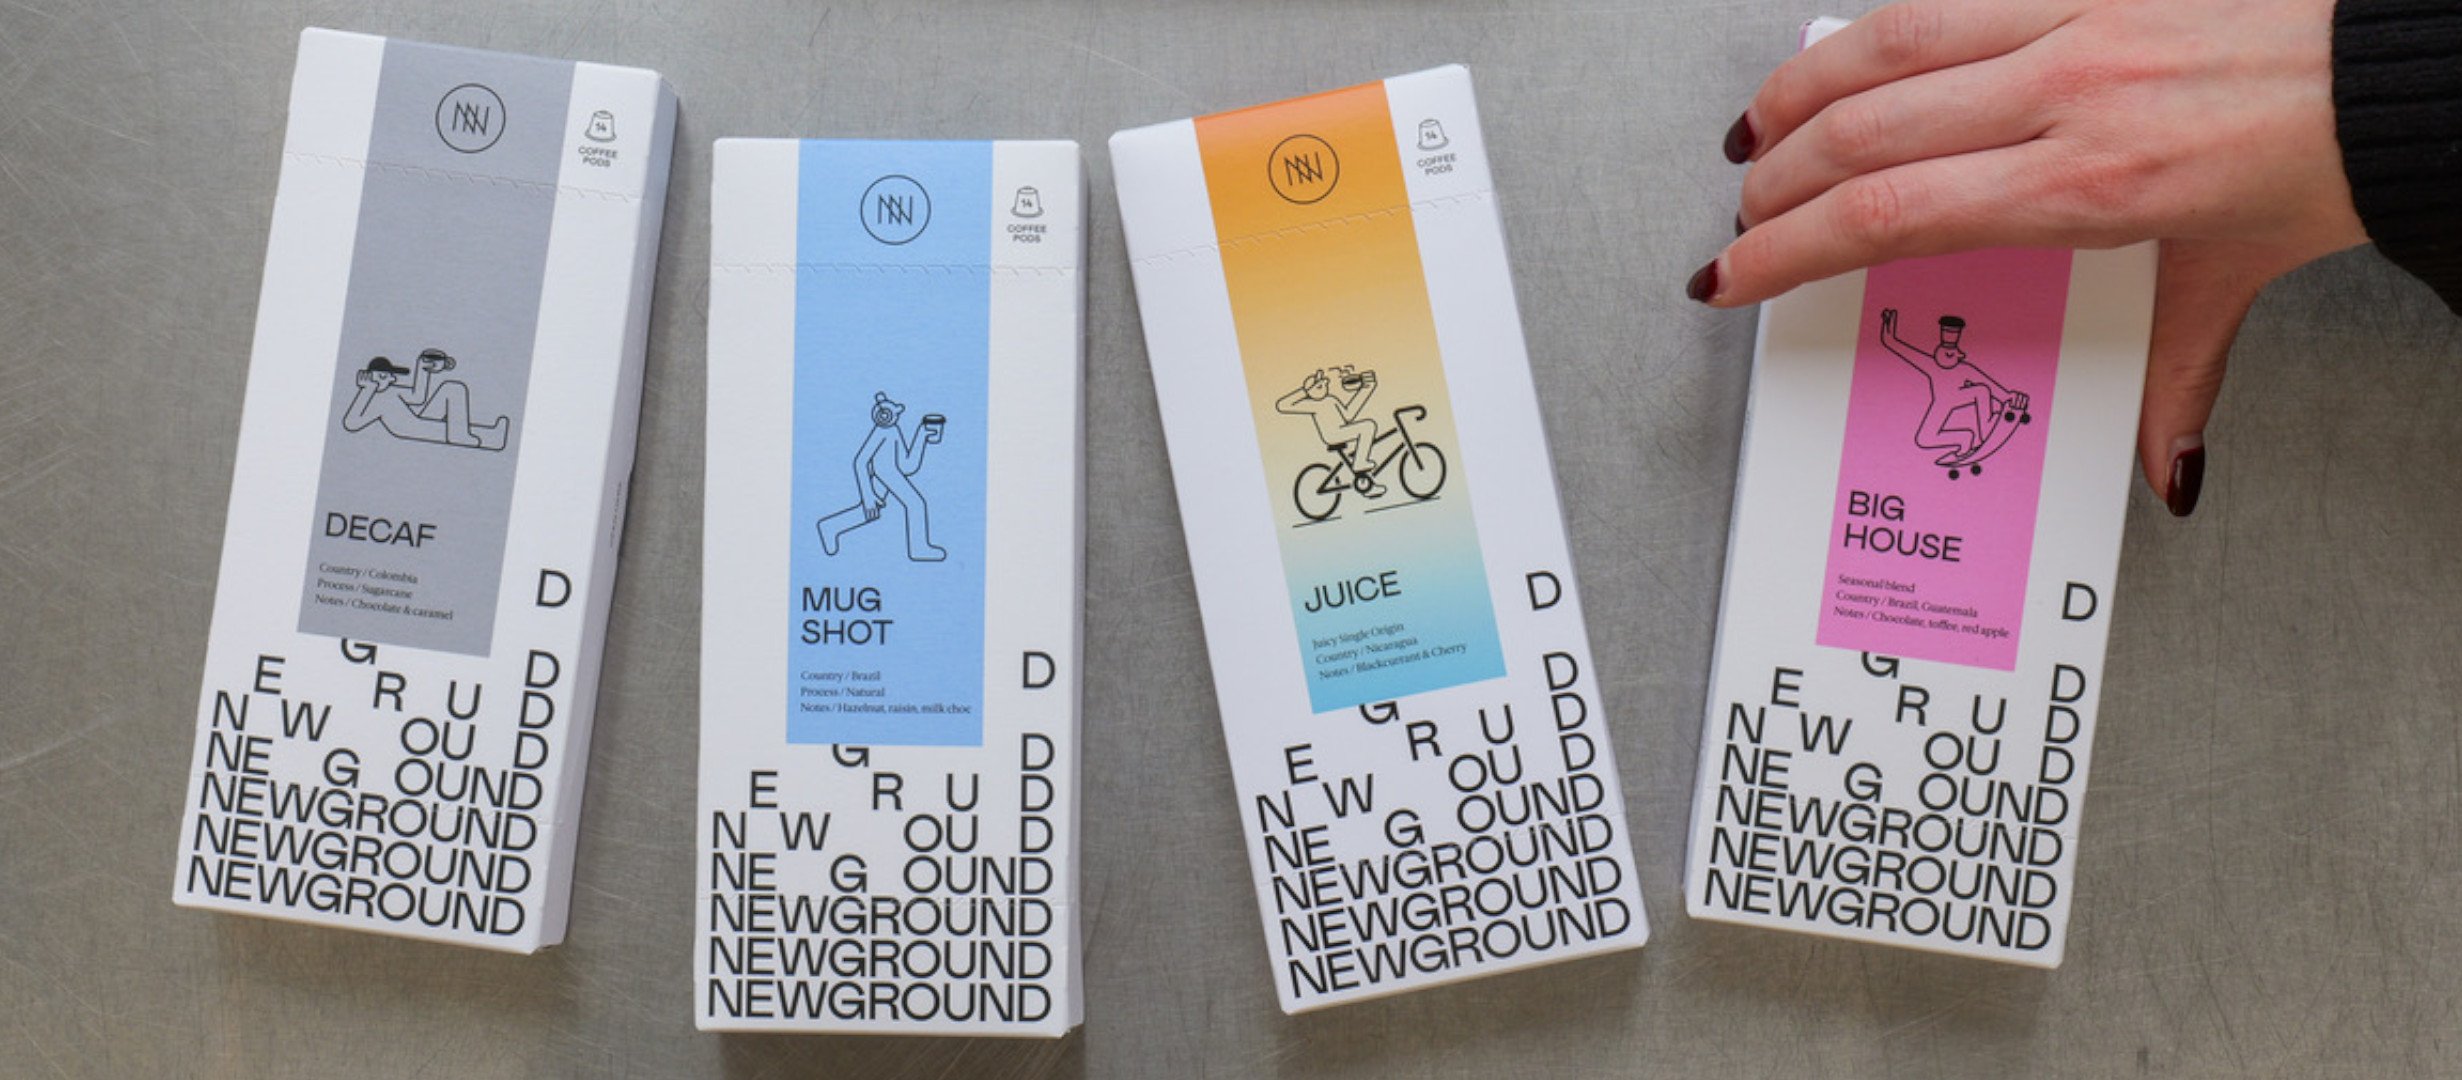 14
COFFEE
PODS
DECAF
Country / Colombia
Process / Sugarcane
Notes / Chocolate & caramel
D
G D
E R U D
N W OU D
NE G OUND
NEWGROUND
NEWGROUND
NEWGROUND
14
COFFEE
PODS
MUG
SHOT
Country / Brazil
Process / Natural
Notes / Hazelnut, raisin, milk choc
D
G D
E R U D
N W OU D
NE G OUND
NEWGROUND
NEWGROUND
NEWGROUND
14
COFFEE
PODS
JUICE
Juicy Single Origin
Country / Nicaragua
Notes / Blackcurrant & Cherry
D
G D
E R U D
N W OU D
NE G OUND
NEWGROUND
NEWGROUND
NEWGROUND
BIG
HOUSE
Seasonal blend
Country / Brazil, Guatemala
Notes / Chocolate, toffee, red apple
D
G D
E R U D
N W OU D
NE G OUND
NEWGROUND
NEWGROUND
NEWGROUND